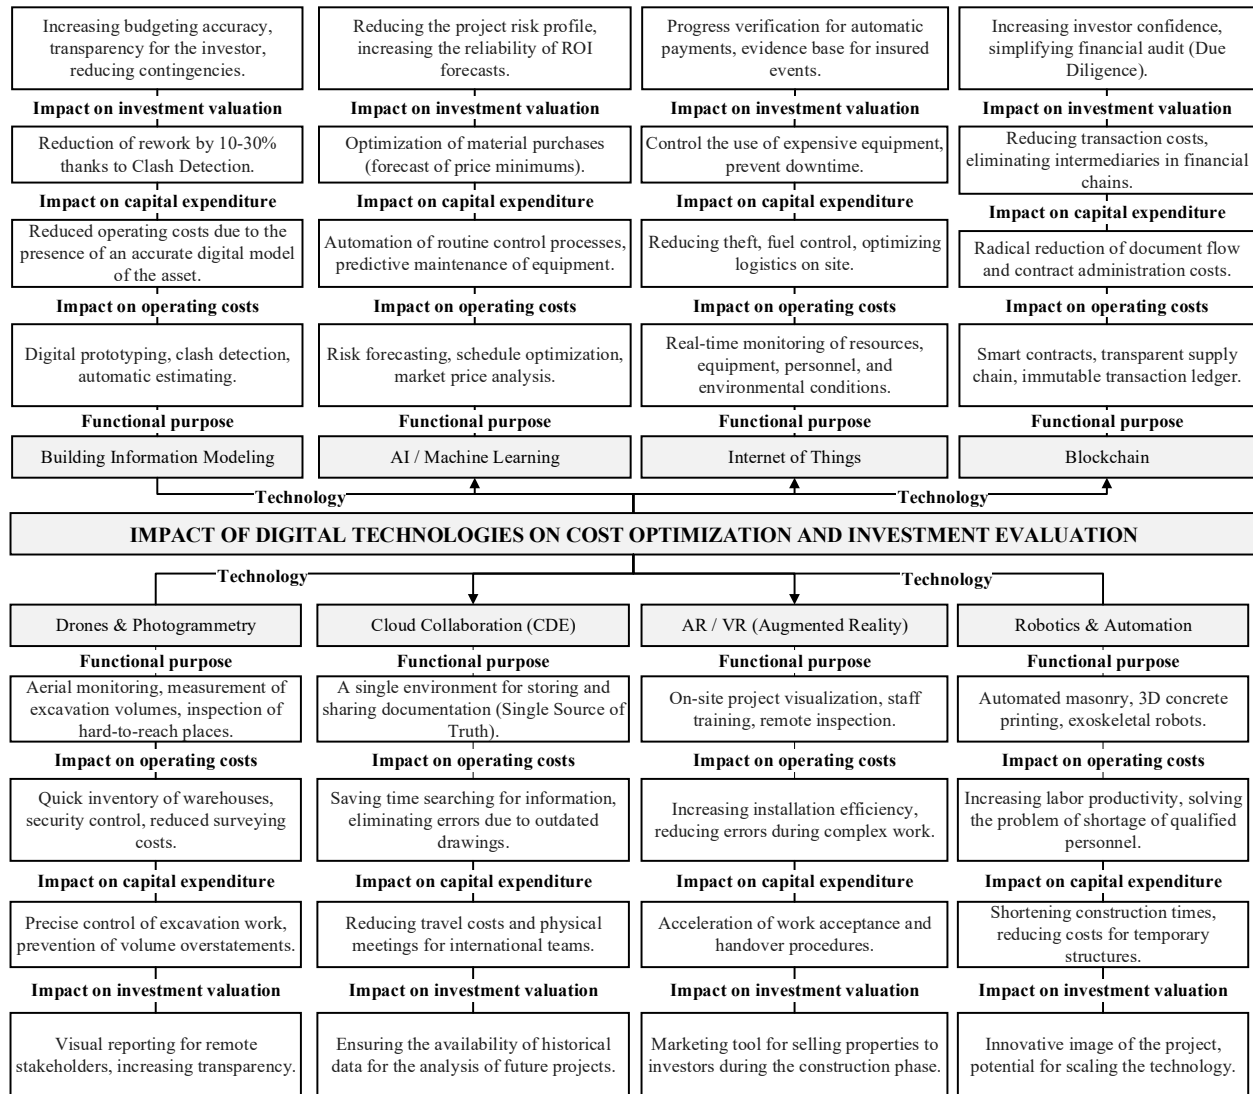 Increasing budgeting accuracy,
transparency for the investor,
reducing contingencies.
Impact on investment valuation
Reduction of rework by 10-30%
thanks to Clash Detection.
Impact on capital expenditure
Reduced operating costs due to the
presence of an accurate digital model
of the asset.
Impact on operating costs
Digital prototyping, clash detection,
automatic estimating.
Functional purpose
Building Information Modeling
Reducing the project risk profile,
increasing the reliability of ROI
forecasts.
Impact on investment valuation
Optimization of material purchases
(forecast of price minimums).
Impact on capital expenditure
Automation of routine control processes,
predictive maintenance of equipment.
Impact on operating costs
Risk forecasting, schedule optimization,
market price analysis.
Functional purpose
AI / Machine Learning
Progress verification for automatic
payments, evidence base for insured
events.
Impact on investment valuation
Control the use of expensive equipment,
prevent downtime.
Impact on capital expenditure
Reducing theft, fuel control, optimizing
logistics on site.
Impact on operating costs
Real-time monitoring of resources,
equipment, personnel, and
environmental conditions.
Functional purpose
Internet of Things
Increasing investor confidence,
simplifying financial audit (Due
Diligence).
Impact on investment valuation
Reducing transaction costs,
eliminating intermediaries in financial
chains.
Impact on capital expenditure
Radical reduction of document flow
and contract administration costs.
Impact on operating costs
Smart contracts, transparent supply
chain, immutable transaction ledger.
Functional purpose
Blockchain
Technology
Technology
IMPACT OF DIGITAL TECHNOLOGIES ON COST OPTIMIZATION AND INVESTMENT EVALUATION
Technology
Technology
Drones & Photogrammetry
Functional purpose
Aerial monitoring, measurement of
excavation volumes, inspection of
hard-to-reach places.
Impact on operating costs
Quick inventory of warehouses,
security control, reduced surveying
costs.
Impact on capital expenditure
Precise control of excavation work,
prevention of volume overstatements.
Impact on investment valuation
Visual reporting for remote
stakeholders, increasing transparency.
Cloud Collaboration (CDE)
Functional purpose
A single environment for storing and
sharing documentation (Single Source of
Truth).
Impact on operating costs
Saving time searching for information,
eliminating errors due to outdated
drawings.
Impact on capital expenditure
Reducing travel costs and physical
meetings for international teams.
Impact on investment valuation
Ensuring the availability of historical
data for the analysis of future projects.
AR / VR (Augmented Reality)
Functional purpose
On-site project visualization, staff
training, remote inspection.
Impact on operating costs
Increasing installation efficiency,
reducing errors during complex work.
Impact on capital expenditure
Acceleration of work acceptance and
handover procedures.
Impact on investment valuation
Marketing tool for selling properties to
investors during the construction phase.
Robotics & Automation
Functional purpose
Automated masonry, 3D concrete
printing, exoskeletal robots.
Impact on operating costs
Increasing labor productivity, solving
the problem of shortage of qualified
personnel.
Impact on capital expenditure
Shortening construction times,
reducing costs for temporary
structures.
Impact on investment valuation
Innovative image of the project,
potential for scaling the technology.